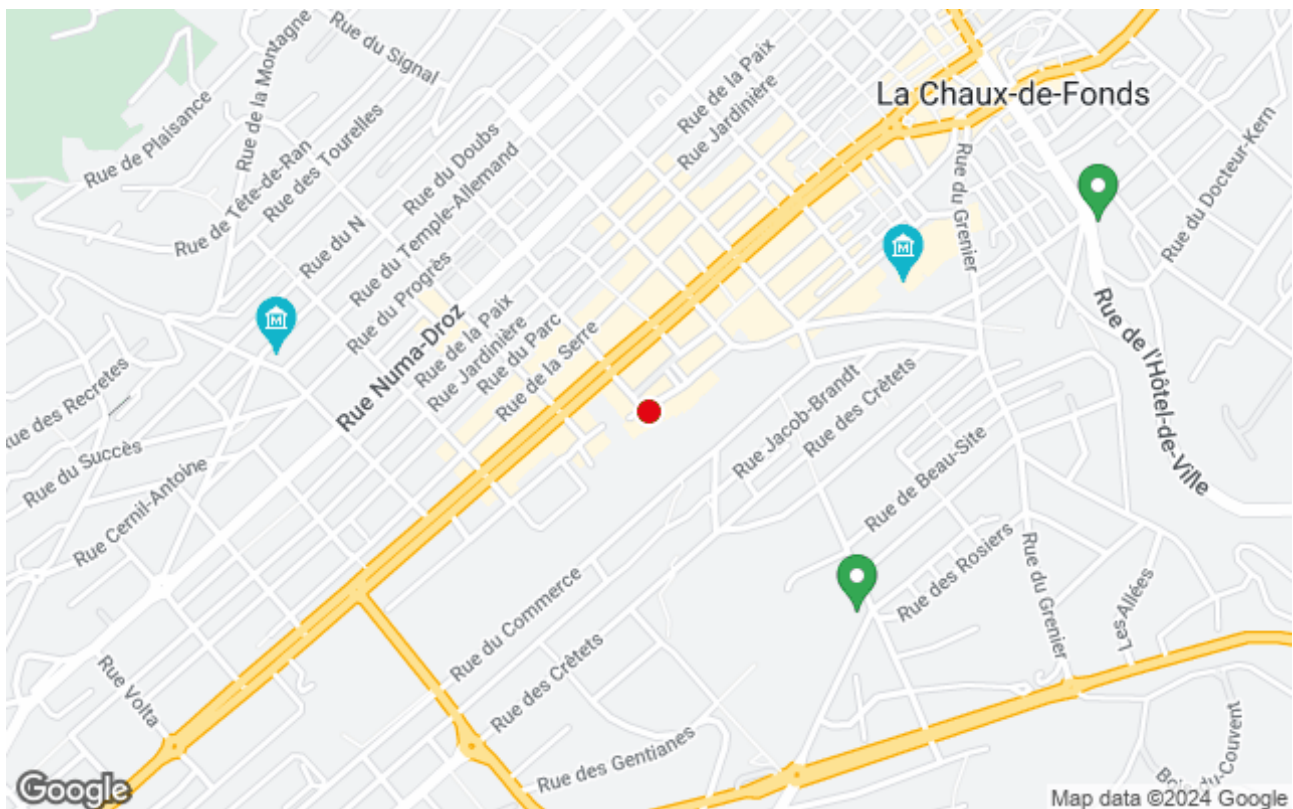 Rue du Signal
Rue de la Montagne
Rue de la Paix
La Chaux-de-Fonds
Rue de Plaisance
Rue des Tourelles
Rue Jardinière
Rue du Docteur-Kern
Rue de Tête-de-Ran
Rue du Doubs
Rue du Temple-Allemand
Rue du Grenier
Rue du N
Rue du Progrès
M
M
Rue Numa-Droz
Rue de la Paix
Rue Jardinière
Rue du Parc
Rue de la Serre
Rue de l'Hôtel-de-Ville
Rue des Recretes
Rue Jacob-Brandt
Rue des Crêtets
Rue du Succès
Rue de Beau-Site
Rue Cernil-Antoine
Rue des Rosiers
Rue du Grenier
Les Allées
Rue du Commerce
Rue des Crêtets
Rue Volta
Rue des Gentianes
-du-Couvent
Google
Map data ©2024 Google